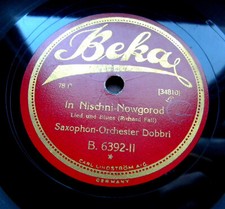 Beka
78 C
[34810]
In Nischni-Nowgorod
Lied und Blues (Richard Fall)
Saxophon-Orchester Dobbri
B. 6392-II
CARL LINDSTRÖM A.G.
GERMANY